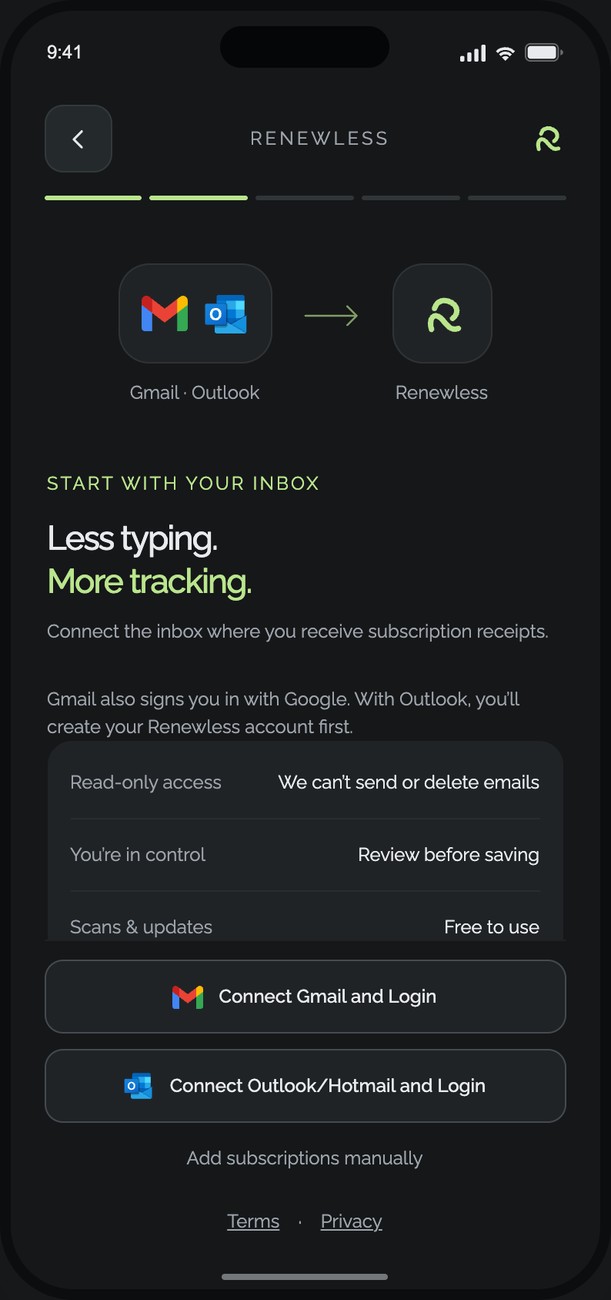 9:41
RENEWLESS
Gmail · Outlook
Renewless
START WITH YOUR INBOX
Less typing.
More tracking.
Connect the inbox where you receive subscription receipts.
Gmail also signs you in with Google. With Outlook, you'll
create your Renewless account first.
Read-only access We can't send or delete emails
You're in control Review before saving
Scans & updates Free to use
Connect Gmail and Login
Connect Outlook/Hotmail and Login
Add subscriptions manually
Terms · Privacy